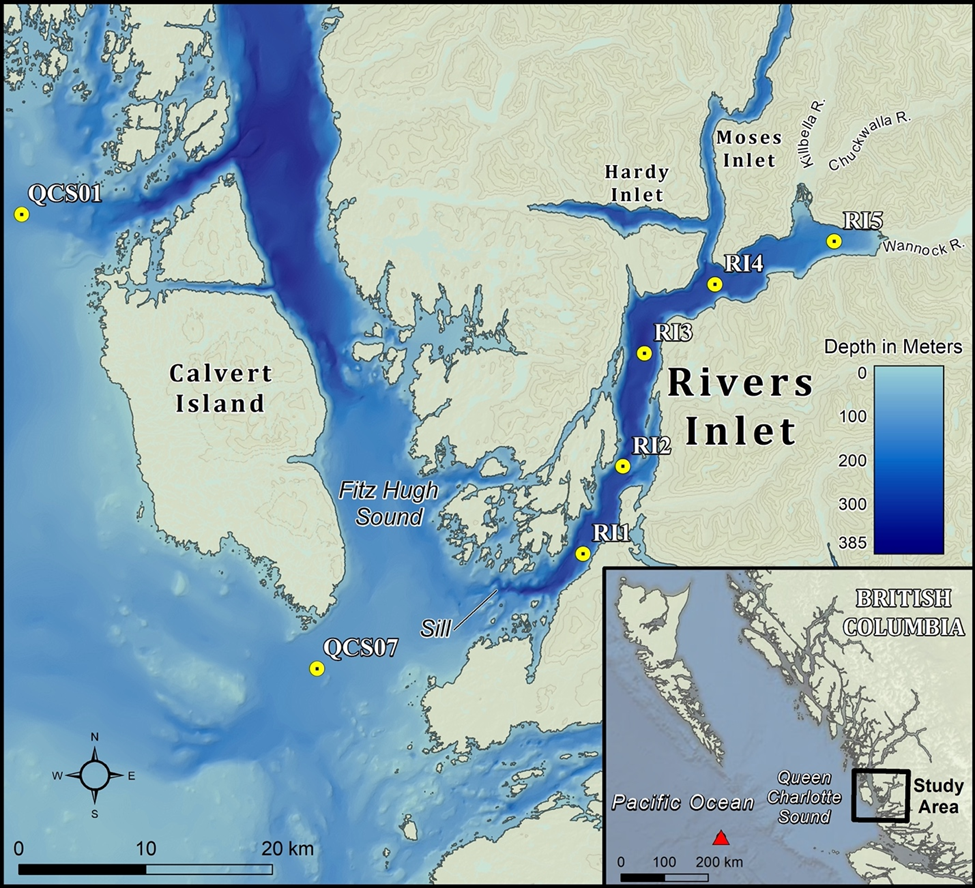 QCS01
Hardy
Inlet
Moses
Inlet
Killbella R.
Chuckwalla R.
RI5
Wannock R.
RI4
RI3
Rivers
Inlet
Depth in Meters
0
100
200
300
385
Calvert
Island
RI2
Fitz Hugh
Sound
RI1
Sill
QCS07
N
W
E
S
0
10
20 km
BRITISH
COLUMBIA
Queen
Charlotte
Sound
Pacific Ocean
Study
Area
0
100
200 km